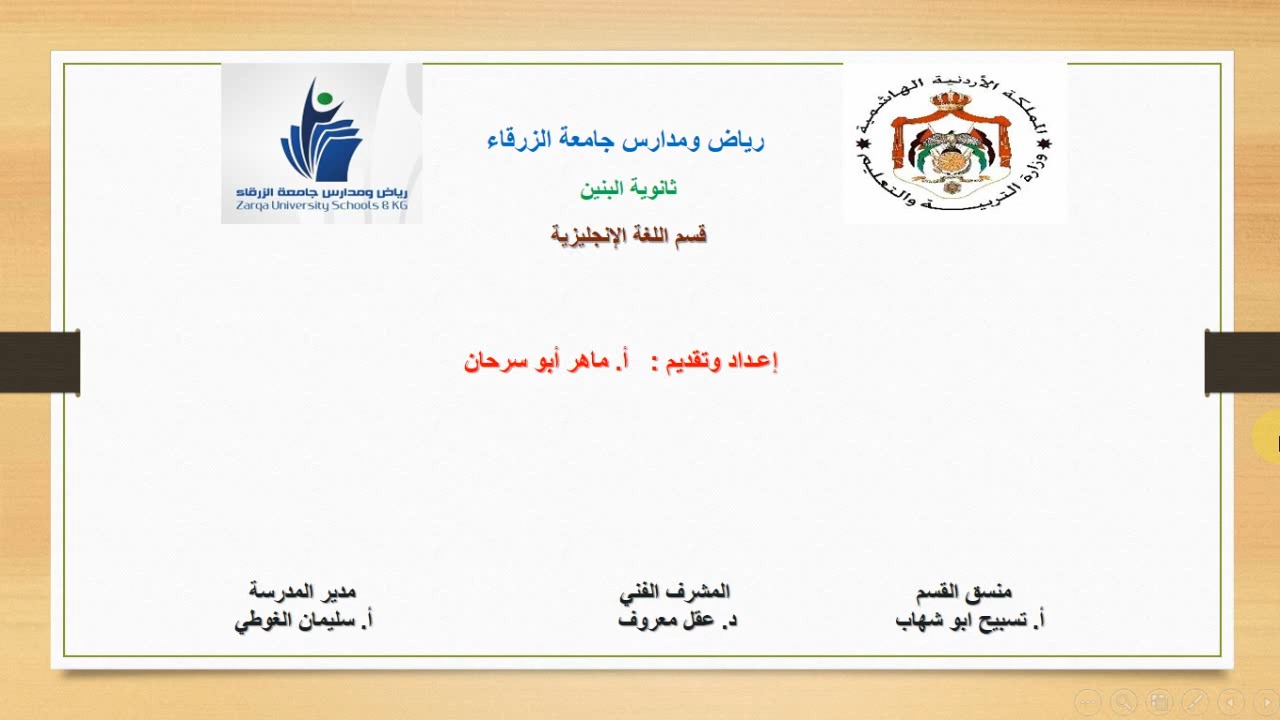 المملكة الأردنية الهاشمية
وزارة التربية والتعليم
رياض ومدارس جامعة الزرقاء
Zarqa University Schools & KG
رياض ومدارس جامعة الزرقاء
ثانوية البنين
قسم اللغة الإنجليزية
إعداد وتقديم : أ. ماهر أبو سرحان
منسق القسم
أ. تسبيح ابو شهاب
المشرف الفني
د. عقل معروف
مدير المدرسة
أ. سليمان الغوطي